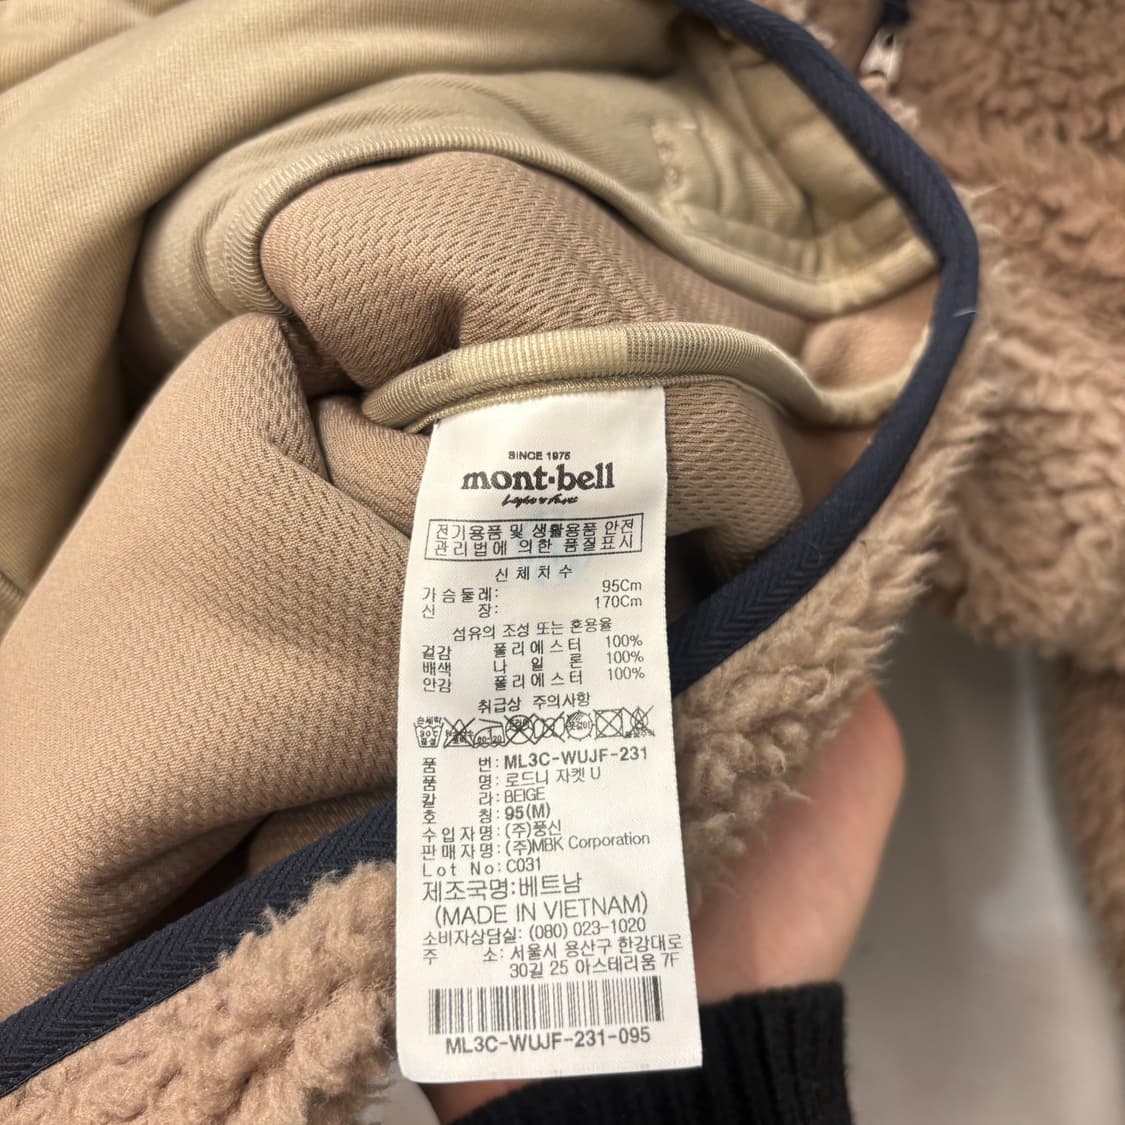 SINCE 1975
mont-bell
Light & Fast
전기용품 및 생활용품 안전
관리법에 의한 품질표시
신체치수
가슴둘레: 95Cm
신 장: 170Cm
섬유의 조성 또는 혼용율
겉감 폴리에스터 100%
배색 나일론 100%
안감 폴리에스터 100%
취급상 주의사항
손세탁
30℃
중성
품 번: ML3C-WUJF-231
품 명: 로드니 자켓 U
칼 라: BEIGE
호 칭: 95(M)
수입자명: (주)풍신
판매자명: (주)MBK Corporation
Lot No: C031
제조국명:베트남
(MADE IN VIETNAM)
소비자상담실: (080) 023-1020
주 소: 서울시 용산구 한강대로
30길 25 아스테리움 7F
ML3C-WUJF-231-095